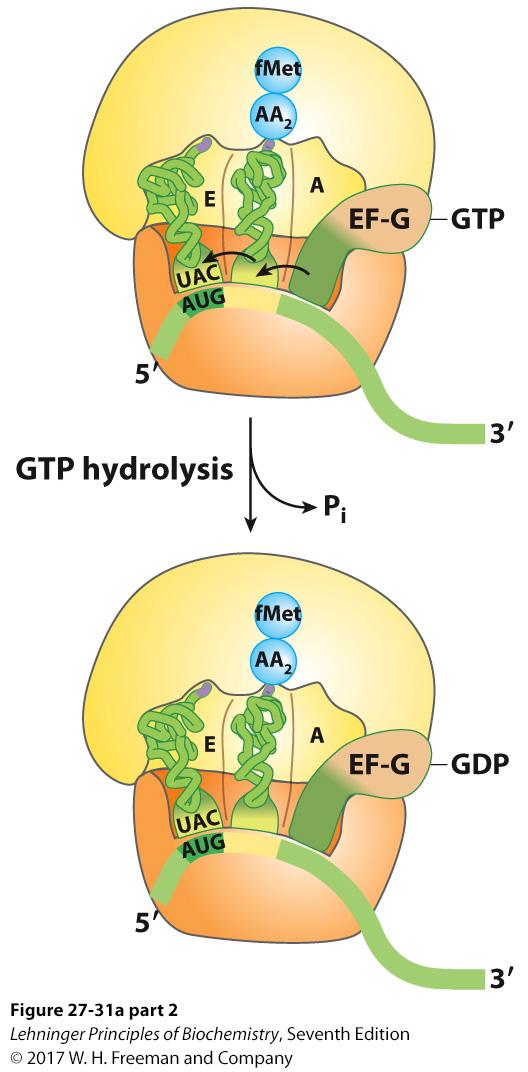 fMet
AA2
E
A
EF-G
GTP
UAC
AUG
5′
3′
GTP hydrolysis
Pi
fMet
AA2
E
A
EF-G
GDP
UAC
AUG
5′
3′
Figure 27-31a part 2
Lehninger Principles of Biochemistry, Seventh Edition
© 2017 W. H. Freeman and Company